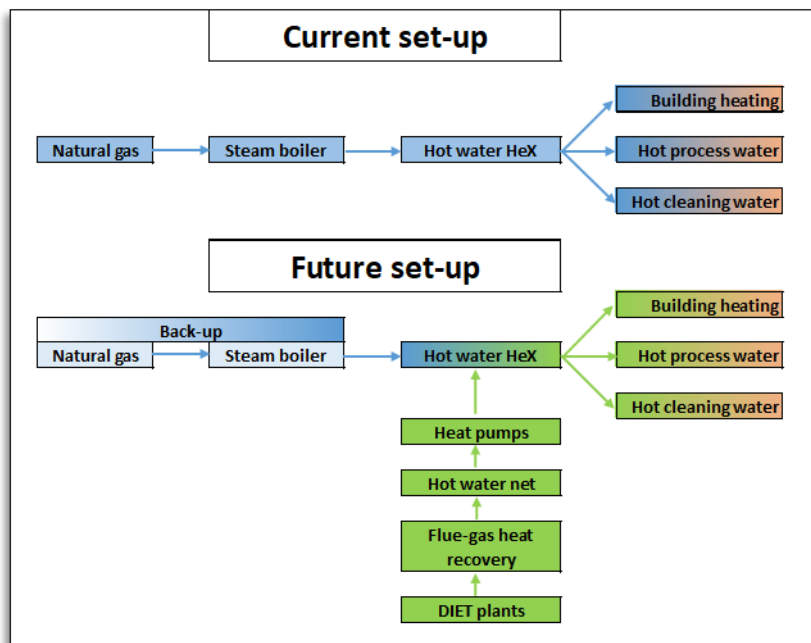 Current set-up
Building heating
Natural gas
Steam boiler
Hot water HeX
Hot process water
Hot cleaning water
Future set-up
Building heating
Back-up
Natural gas
Steam boiler
Hot water HeX
Hot process water
Hot cleaning water
Heat pumps
Hot water net
Flue-gas heat
recovery
DIET plants